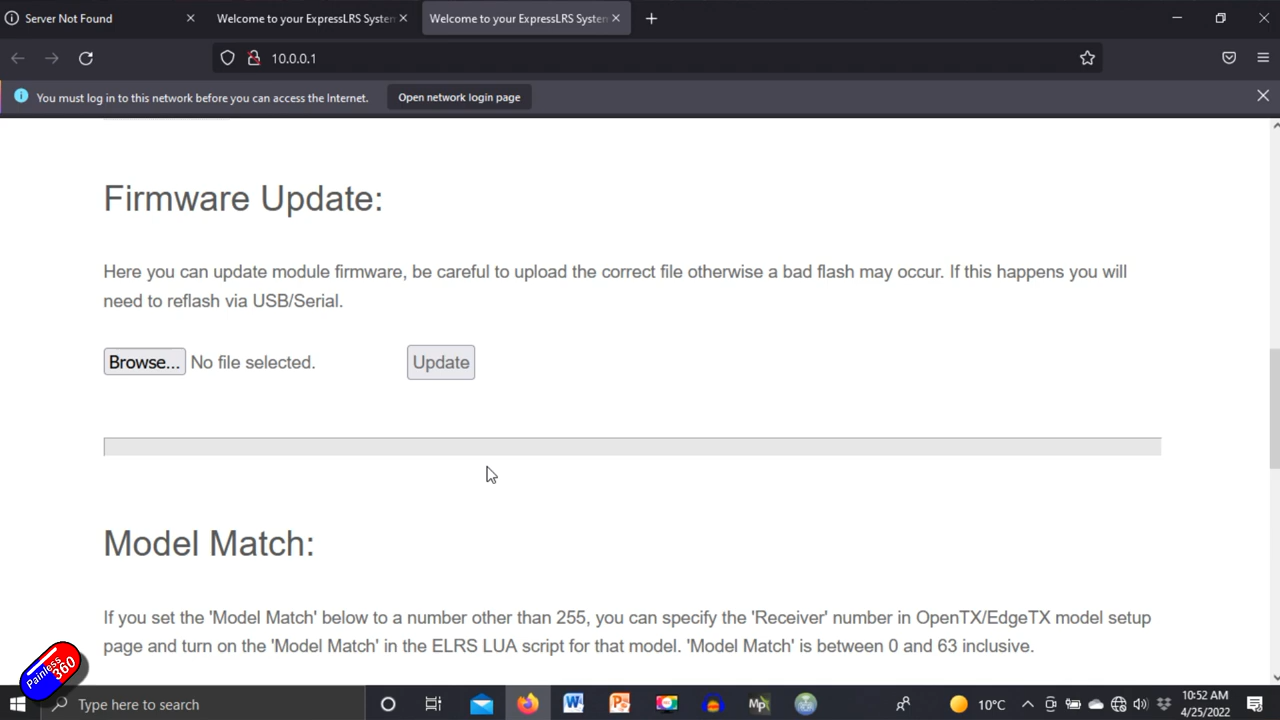 Server Not Found
Welcome to your ExpressLRS System
Welcome to your ExpressLRS System
10.0.0.1
You must log in to this network before you can access the Internet.
Open network login page
Firmware Update:
Here you can update module firmware, be careful to upload the correct file otherwise a bad flash may occur. If this happens you will
need to reflash via USB/Serial.
Browse... No file selected.
Update
Model Match:
If you set the 'Model Match' below to a number other than 255, you can specify the 'Receiver' number in OpenTX/EdgeTX model setup
page and turn on the 'Model Match' in the ELRS LUA script for that model. 'Model Match' is between 0 and 63 inclusive.
Painless
360
Type here to search
10°C
10:52 AM
4/25/2022